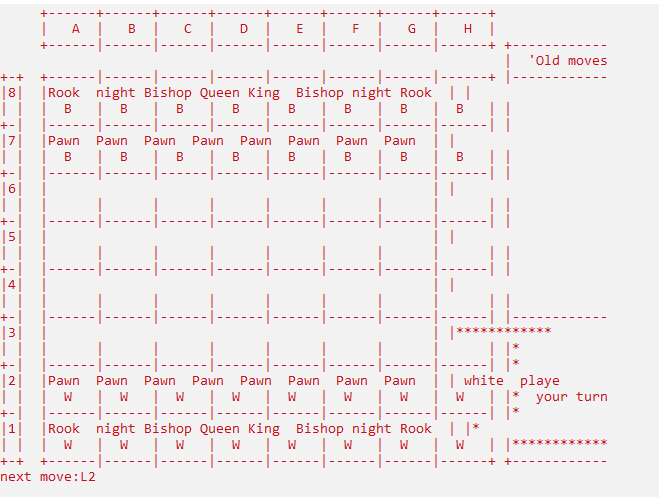 A B C D E F G H
'Old moves
8 Rook night Bishop Queen King Bishop night Rook
B B B B B B B B
7 Pawn Pawn Pawn Pawn Pawn Pawn Pawn Pawn
B B B B B B B B
6
5
4
3 ************
*
*
2 Pawn Pawn Pawn Pawn Pawn Pawn Pawn Pawn white playe
W W W W W W W W * your turn
*
1 Rook night Bishop Queen King Bishop night Rook *
W W W W W W W W ************
next move:L2